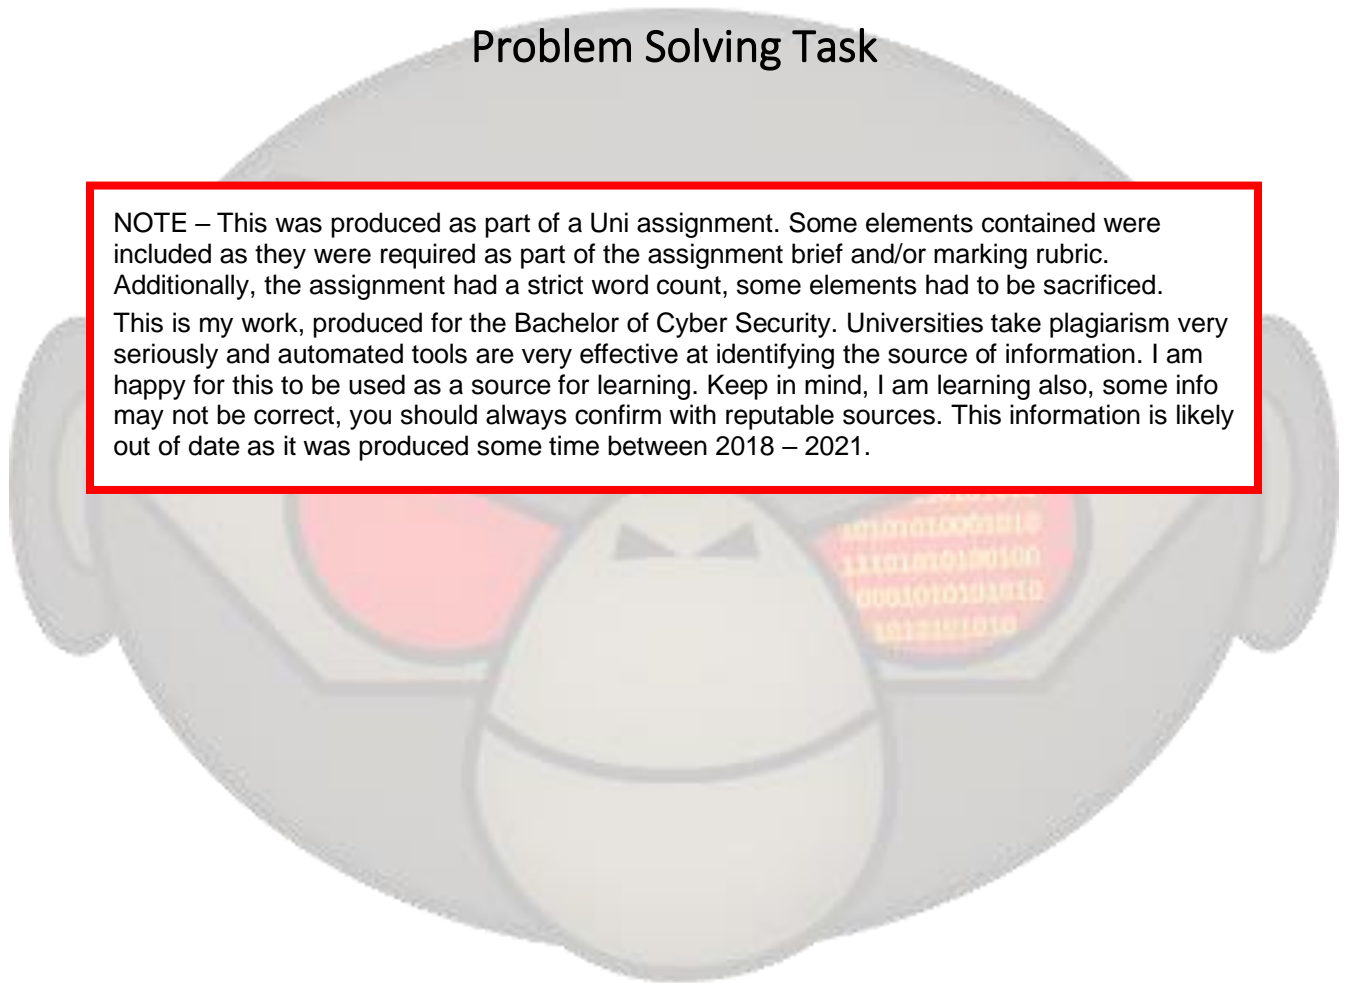 Problem Solving Task
NOTE – This was produced as part of a Uni assignment. Some elements contained were
included as they were required as part of the assignment brief and/or marking rubric.
Additionally, the assignment had a strict word count, some elements had to be sacrificed.
This is my work, produced for the Bachelor of Cyber Security. Universities take plagiarism very
seriously and automated tools are very effective at identifying the source of information. I am
happy for this to be used as a source for learning. Keep in mind, I am learning also, some info
may not be correct, you should always confirm with reputable sources. This information is likely
out of date as it was produced some time between 2018 – 2021.
1010101000101​0
11101010100100
0001010101010
1010101010